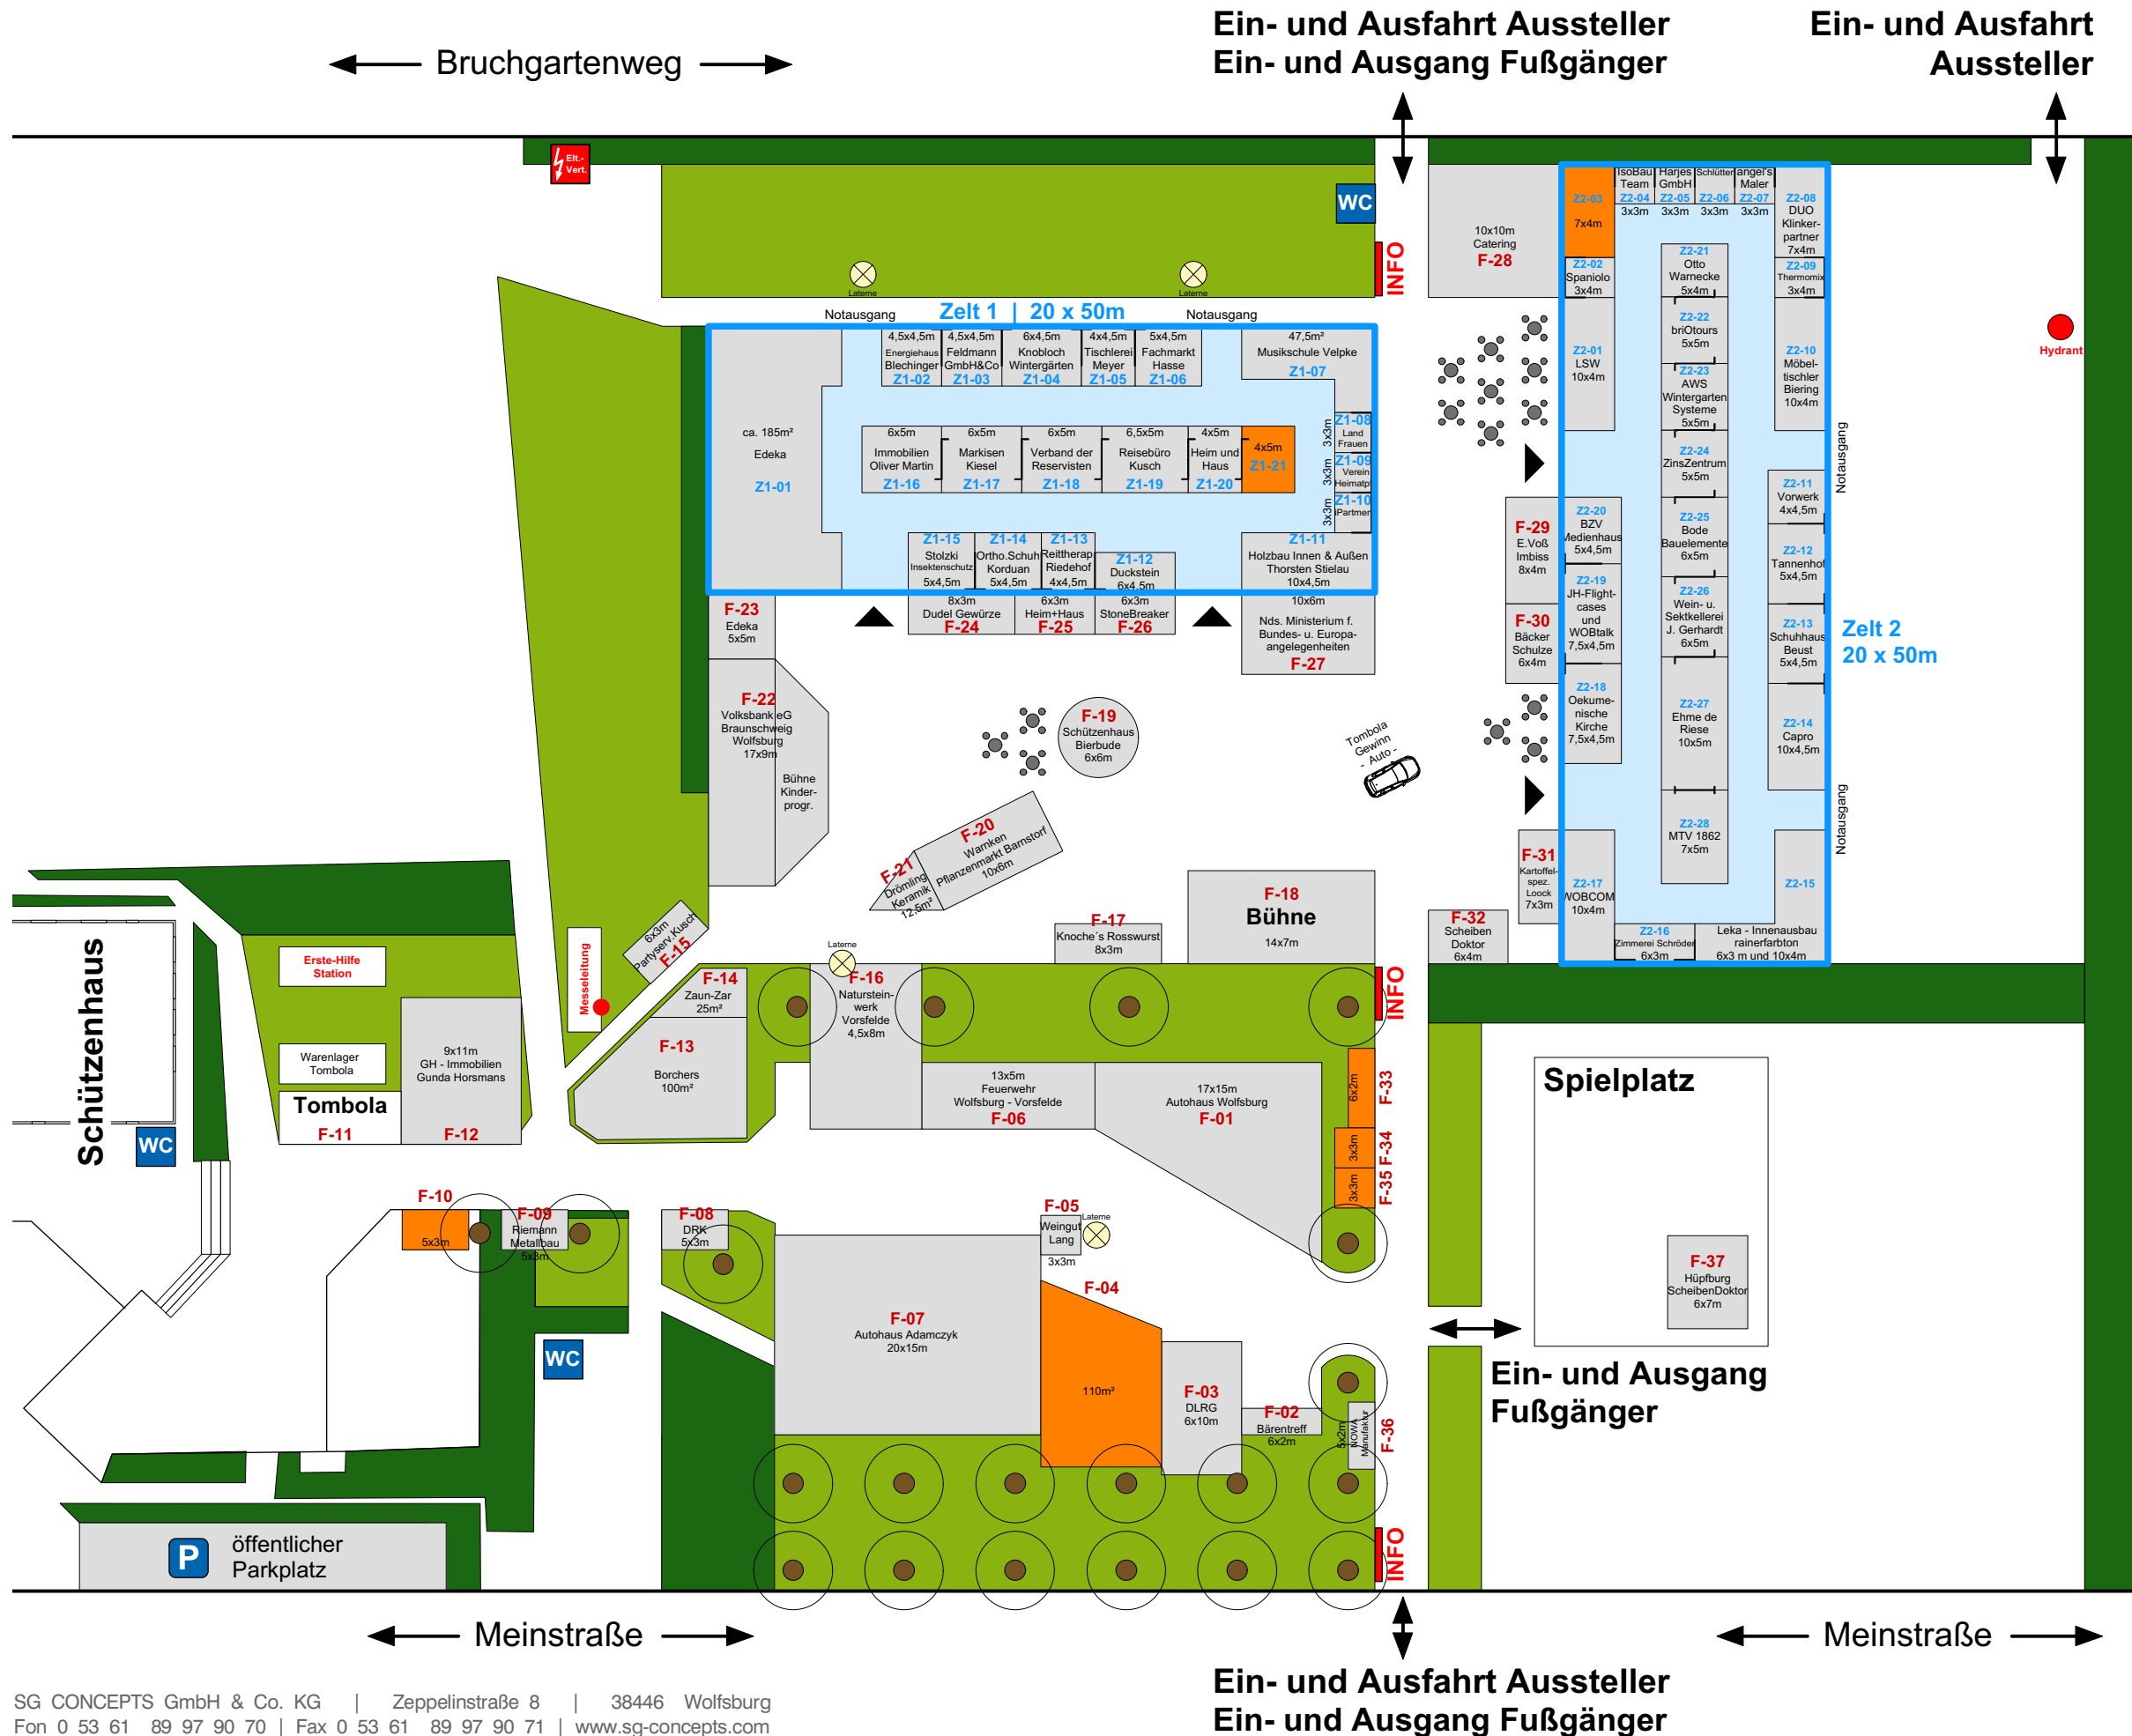 Ein- und Ausfahrt Aussteller
Ein- und Ausgang Fußgänger
Ein- und Ausfahrt
Aussteller
Bruchgartenweg
Elt.-
Vert.
WC
INFO
Laterne
Laterne
10x10m
Catering
F-28
Z2-03
7x4m
IsoBau
Team
Z2-04
3x3m
Harjes
GmbH
Z2-05
3x3m
Schlütter
Z2-06
3x3m
angel's
Maler
Z2-07
3x3m
Z2-08
DUO
Klinker-
partner
7x4m
Z2-02
Spaniolo
3x4m
Z2-09
Thermomix
3x4m
Z2-21
Otto
Warnecke
5x4m
Z2-01
LSW
10x4m
Z2-22
briOtours
5x5m
Z2-10
Möbel-
tischler
Biering
10x4m
Z2-23
AWS
Wintergarten
Systeme
5x5m
Z2-24
ZinsZentrum
5x5m
Hydrant
Notausgang
Zelt 1 | 20 x 50m
Notausgang
4,5x4,5m
Energiehaus
Blechinger
Z1-02
4,5x4,5m
Feldmann
GmbH&Co
Z1-03
6x4,5m
Knobloch
Wintergärten
Z1-04
4x4,5m
Tischlerei
Meyer
Z1-05
5x4,5m
Fachmarkt
Hasse
Z1-06
47,5m²
Musikschule Velpke
Z1-07
ca. 185m²
Edeka
Z1-01
6x5m
Immobilien
Oliver Martin
Z1-16
6x5m
Markisen
Kiesel
Z1-17
6x5m
Verband der
Reservisten
Z1-18
6,5x5m
Reisebüro
Kusch
Z1-19
4x5m
Heim und
Haus
Z1-20
4x5m
Z1-21
3x3m
Z1-08
Land
Frauen
3x3m
Z1-09
Verein
Heimatpf
3x3m
Z1-10
iPartner
Z1-15
Stolzki
Insektenschutz
5x4,5m
Z1-14
Ortho.Schuh
Korduan
5x4,5m
Z1-13
Reittherap
Riedehof
4x4,5m
Z1-12
Duckstein
6x4,5m
Z1-11
Holzbau Innen & Außen
Thorsten Stielau
10x4,5m
F-23
Edeka
5x5m
8x3m
Dudel Gewürze
F-24
6x3m
Heim+Haus
F-25
6x3m
StoneBreaker
F-26
10x6m
Nds. Ministerium f.
Bundes- u. Europa-
angelegenheiten
F-27
Notausgang
F-29
E.Voß
Imbiss
8x4m
Z2-20
BZV
Medienhaus
5x4,5m
Z2-25
Bode
Bauelemente
6x5m
Z2-11
Vorwerk
4x4,5m
Z2-12
Tannenhof
5x4,5m
F-30
Bäcker
Schulze
6x4m
Z2-19
JH-Flight-
cases
und
WOBtalk
7,5x4,5m
Z2-26
Wein- u.
Sektkellerei
J. Gerhardt
6x5m
Z2-13
Schuhhaus
Beust
5x4,5m
Zelt 2
20 x 50m
Z2-18
Oekume-
nische
Kirche
7,5x4,5m
Z2-27
Ehme de
Riese
10x5m
Z2-14
Capro
10x4,5m
Notausgang
Z2-28
MTV 1862
7x5m
F-31
Kartoffel-
spez.
Loock
7x3m
Z2-17
WOBCOM
10x4m
Z2-15
Z2-16
Zimmerei Schröder
6x3m
Leka - Innenausbau
rainerfarbton
6x3 m und 10x4m
F-32
Scheiben
Doktor
6x4m
F-22
Volksbank eG
Braunschweig
Wolfsburg
17x9m
Bühne
Kinder-
progr.
F-19
Schützenhaus
Bierbude
6x6m
Tombola
Gewinn
- Auto -
F-20
Warnken
Pflanzenmarkt Barnstorf
10x6m
F-21
Drömling
Keramik
12,5m²
F-18
Bühne
14x7m
F-17
Knoche´s Rosswurst
8x3m
6x3m
Partyserv.Kusch
F-15
Laterne
F-14
Zaun-Zar
25m²
F-16
Naturstein-
werk
Vorsfelde
4,5x8m
INFO
Schützenhaus
Erste-Hilfe
Station
Messeleitung
Warenlager
Tombola
9x11m
GH - Immobilien
Gunda Horsmans
F-12
Tombola
F-11
WC
F-13
Borchers
100m²
13x5m
Feuerwehr
Wolfsburg - Vorsfelde
F-06
17x15m
Autohaus Wolfsburg
F-01
6x2m
F-33
3x3m
F-34
3x3m
F-35
Spielplatz
F-37
Hüpfburg
ScheibenDoktor
6x7m
F-10
5x3m
F-09
Riemann
Metallbau
5x3m
F-08
DRK
5x3m
F-05
Weingut
Lang
3x3m
Laterne
F-04
110m²
F-07
Autohaus Adamczyk
20x15m
F-03
DLRG
6x10m
F-02
Bärentreff
6x2m
5x2m
NOWA
Manufaktur
F-36
WC
Ein- und Ausgang
Fußgänger
P
öffentlicher
Parkplatz
INFO
Meinstraße
Meinstraße
Ein- und Ausfahrt Aussteller
Ein- und Ausgang Fußgänger
SG CONCEPTS GmbH & Co. KG | Zeppelinstraße 8 | 38446 Wolfsburg
Fon 0 53 61 89 97 90 70 | Fax 0 53 61 89 97 90 71 | www.sg-concepts.com